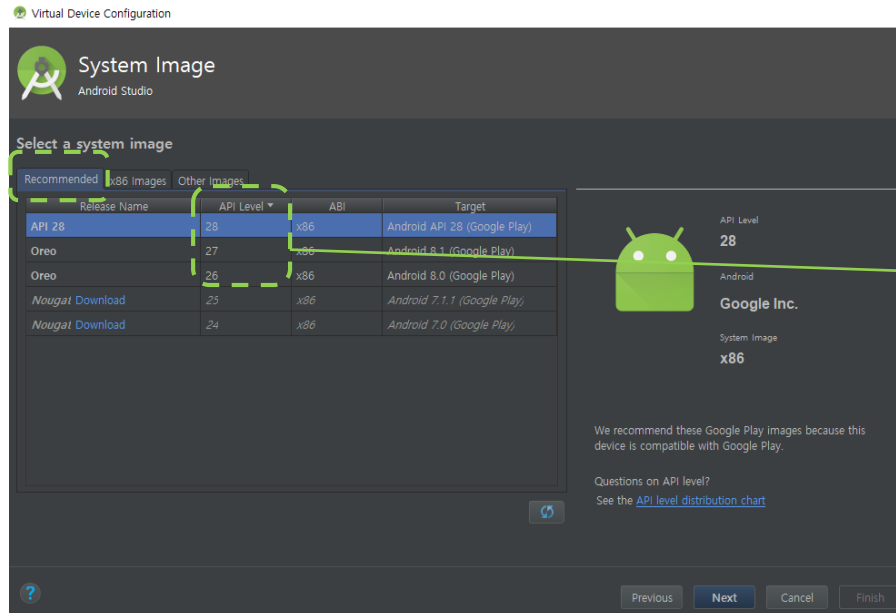 Virtual Device Configuration
System Image
Android Studio
Select a system image
Recommended x86 Images Other Images
Release Name API Level ABI Target
API 28 28 x86 Android API 28 (Google Play)
Oreo 27 x86 Android 8.1 (Google Play)
Oreo 26 x86 Android 8.0 (Google Play)
Nougat Download 25 x86 Android 7.1.1 (Google Play)
Nougat Download 24 x86 Android 7.0 (Google Play)
API Level
28
Android
Google Inc.
System Image
x86
We recommend these Google Play images because this
device is compatible with Google Play.
Questions on API level?
See the API level distribution chart
?
Previous Next Cancel Finish